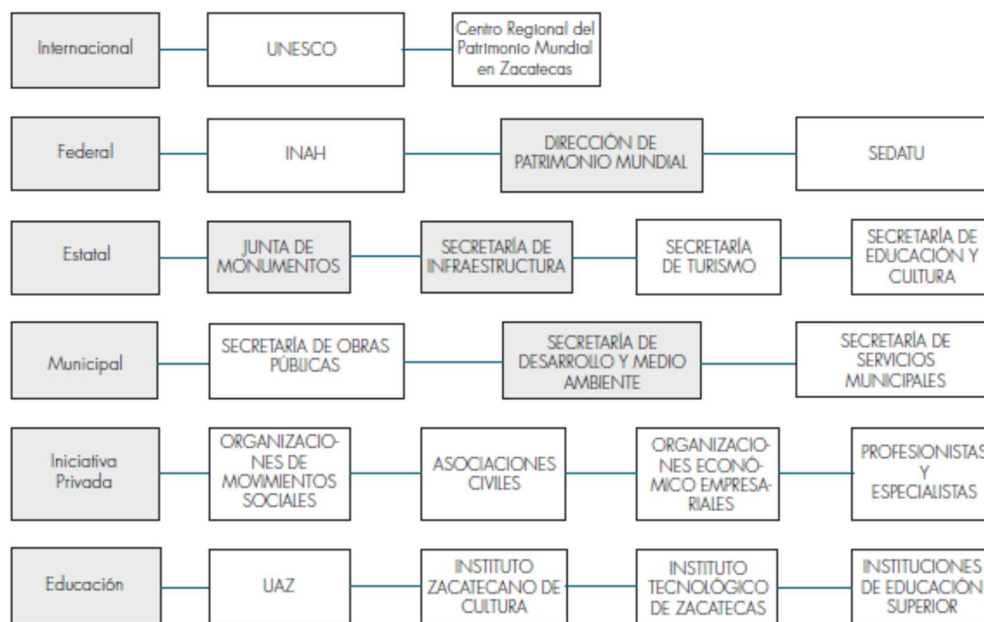 Internacional
UNESCO
Centro Regional del
Patrimonio Mundial
en Zacatecas
Federal
INAH
DIRECCIÓN DE
PATRIMONIO MUNDIAL
SEDATU
Estatal
JUNTA DE
MONUMENTOS
SECRETARÍA DE
INFRAESTRUCTURA
SECRETARÍA
DE TURISMO
SECRETARÍA DE
EDUCACIÓN Y
CULTURA
Municipal
SECRETARÍA DE OBRAS
PÚBLICAS
SECRETARÍA DE
DESARROLLO Y MEDIO
AMBIENTE
SECRETARÍA DE
SERVICIOS
MUNICIPALES
Iniciativa
Privada
ORGANIZACIO-
NES DE
MOVIMIENTOS
SOCIALES
ASOCIACIONES
CIVILES
ORGANIZACIO-
NES ECONÓ-
MICO EMPRESA-
RIALES
PROFESIONISTAS
Y
ESPECIALISTAS
Educación
UAZ
INSTITUTO
ZACATECANO DE
CULTURA
INSTITUTO
TECNOLÓGICO
DE ZACATECAS
INSTITUCIONES
DE EDUCACIÓN
SUPERIOR